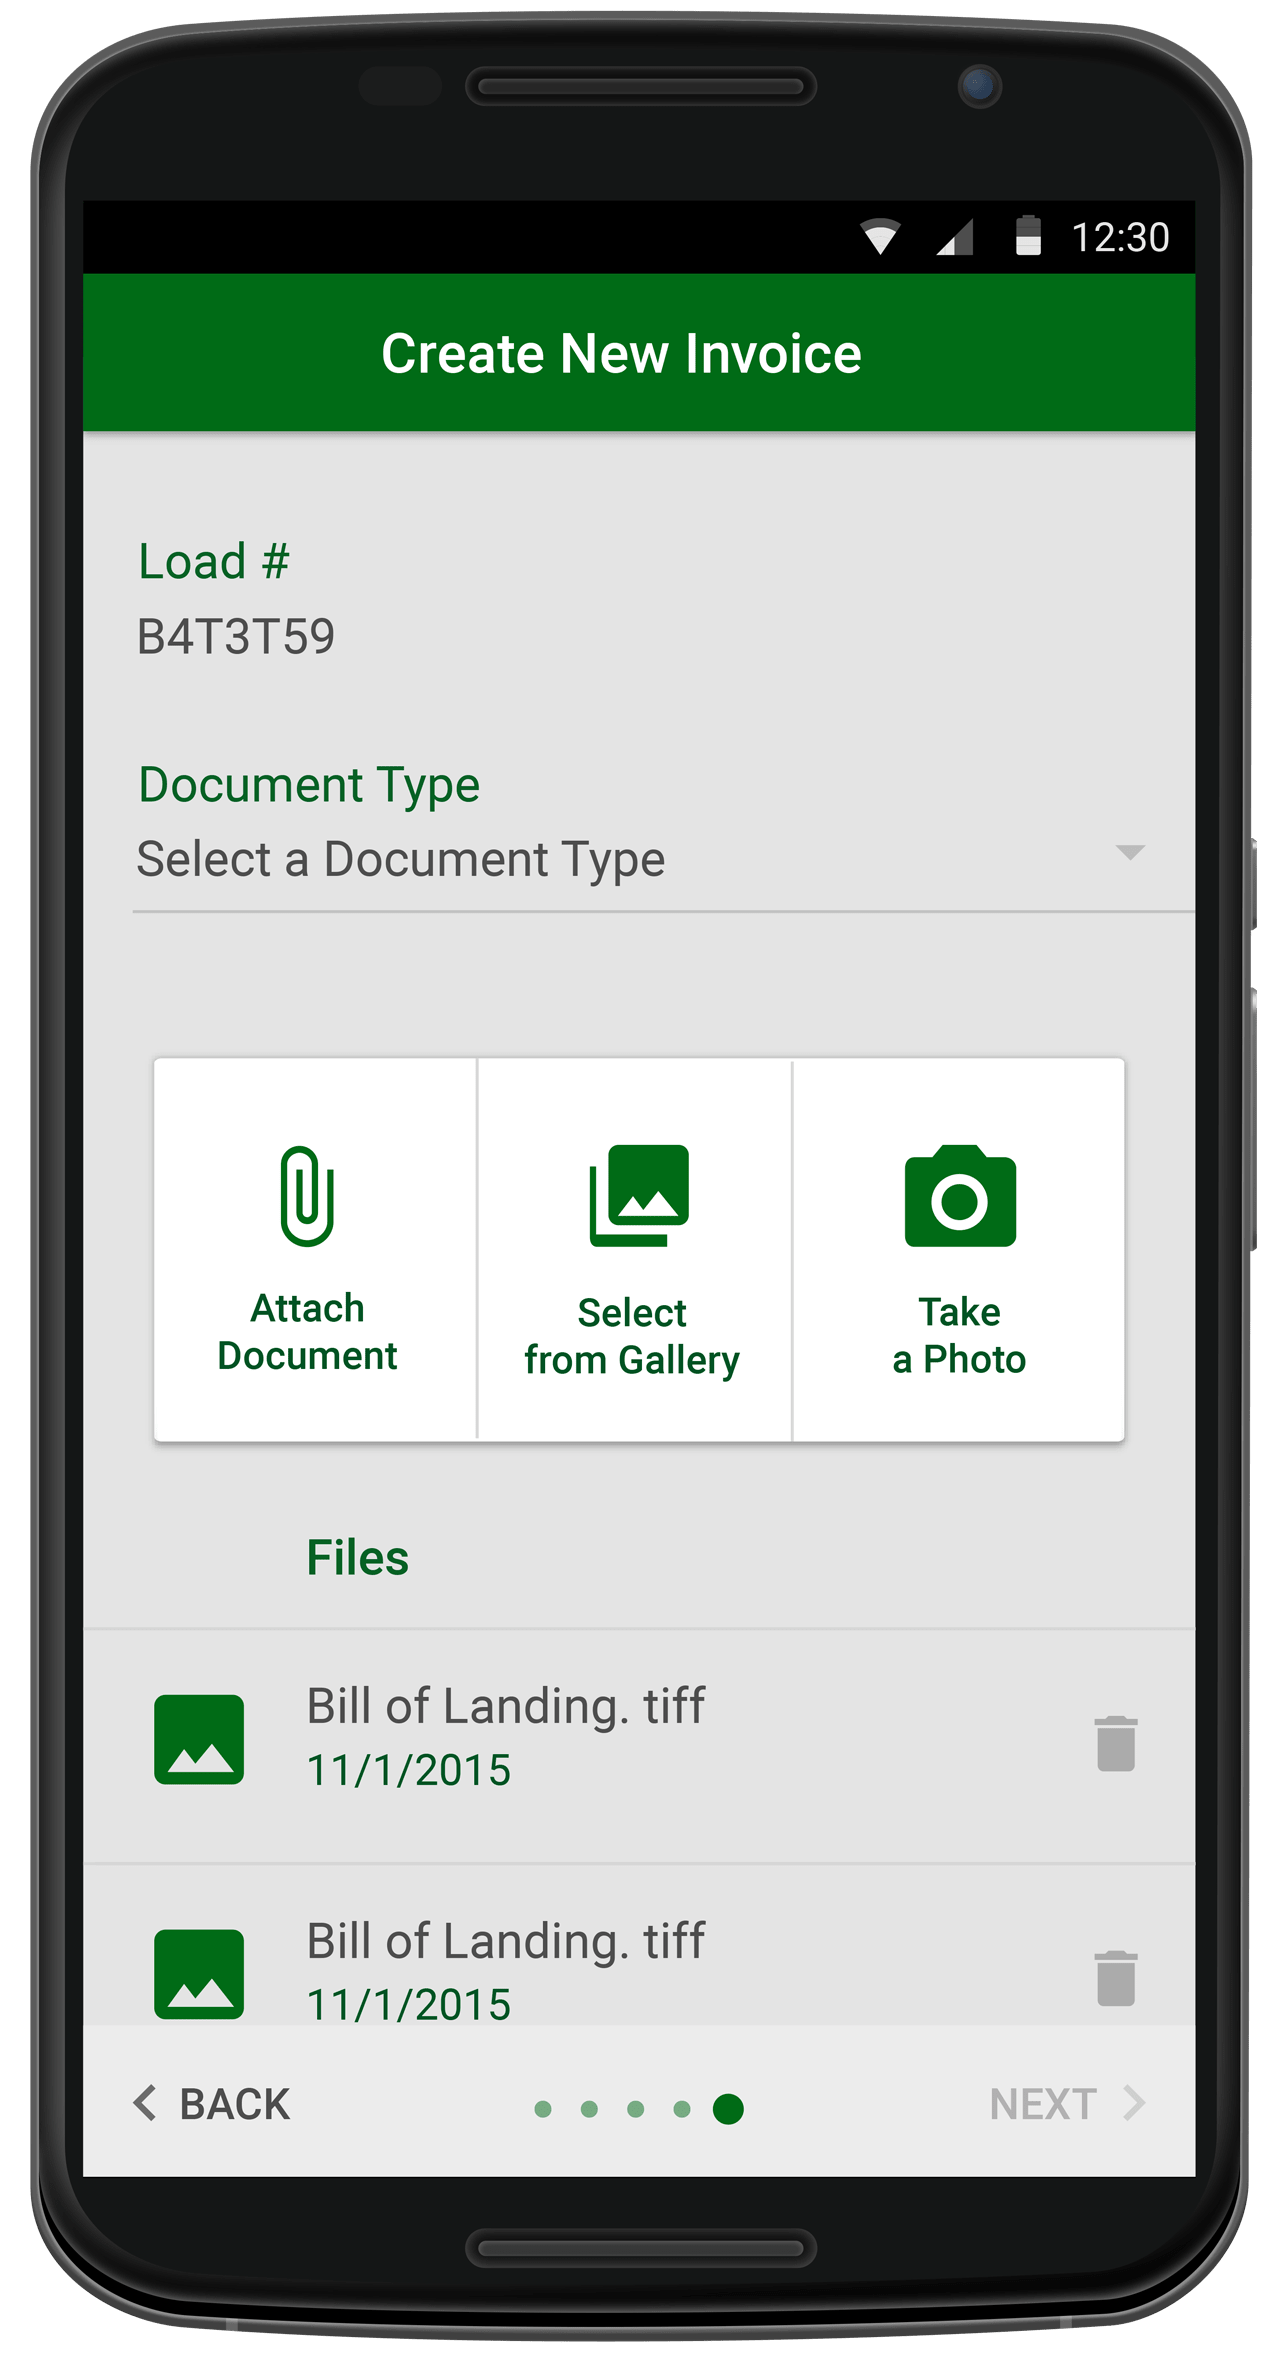 12:30
Create New Invoice
Load #
B4T3T59
Document Type
Select a Document Type
Attach
Document
Select
from Gallery
Take
a Photo
Files
Bill of Landing. tiff
11/1/2015
Bill of Landing. tiff
11/1/2015
BACK
NEXT